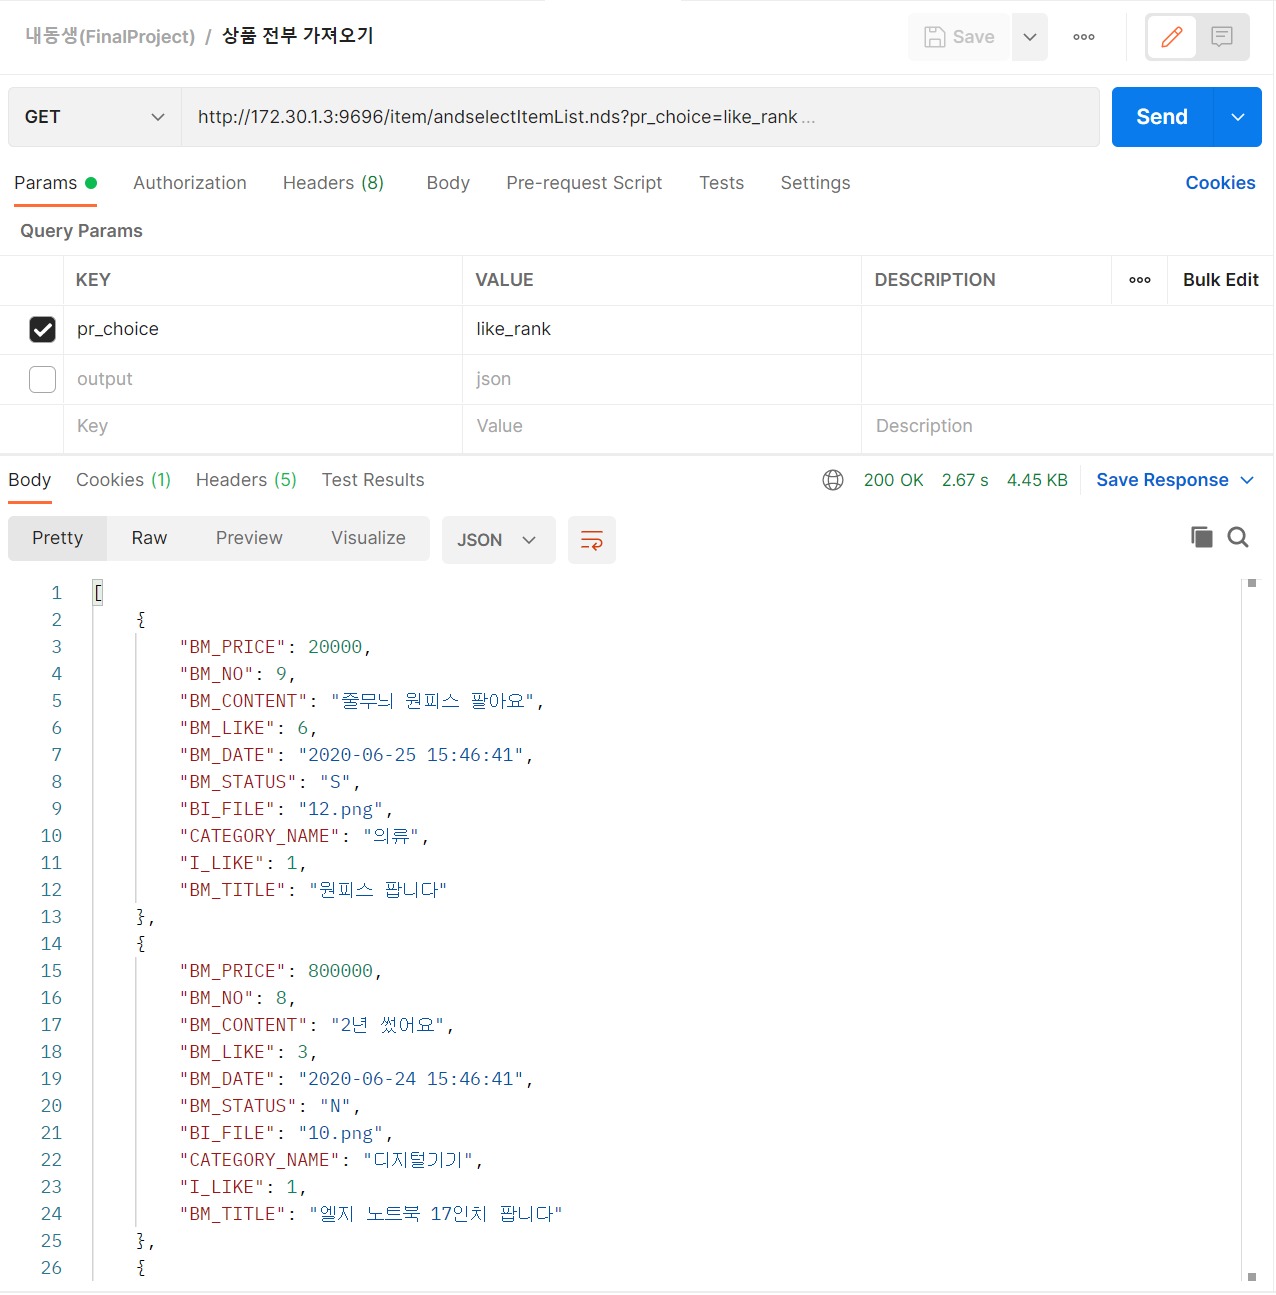 내동생(FinalProject) / 상품 전부 가져오기
Save
GET
http://172.30.1.3:9696/item/andselectItemList.nds?pr_choice=like_rank ...
Send
Params Authorization Headers (8) Body Pre-request Script Tests Settings Cookies
Query Params
KEY VALUE DESCRIPTION Bulk Edit
pr_choice like_rank
output json
Key Value Description
Body Cookies (1) Headers (5) Test Results 200 OK 2.67 s 4.45 KB Save Response
Pretty Raw Preview Visualize JSON
1 [
2 {
3 "BM_PRICE": 20000,
4 "BM_NO": 9,
5 "BM_CONTENT": "줄무늬 원피스 팔아요",
6 "BM_LIKE": 6,
7 "BM_DATE": "2020-06-25 15:46:41",
8 "BM_STATUS": "S",
9 "BI_FILE": "12.png",
10 "CATEGORY_NAME": "의류",
11 "I_LIKE": 1,
12 "BM_TITLE": "원피스 팝니다"
13 },
14 {
15 "BM_PRICE": 800000,
16 "BM_NO": 8,
17 "BM_CONTENT": "2년 썼어요",
18 "BM_LIKE": 3,
19 "BM_DATE": "2020-06-24 15:46:41",
20 "BM_STATUS": "N",
21 "BI_FILE": "10.png",
22 "CATEGORY_NAME": "디지털기기",
23 "I_LIKE": 1,
24 "BM_TITLE": "엘지 노트북 17인치 팝니다"
25 },
26 {